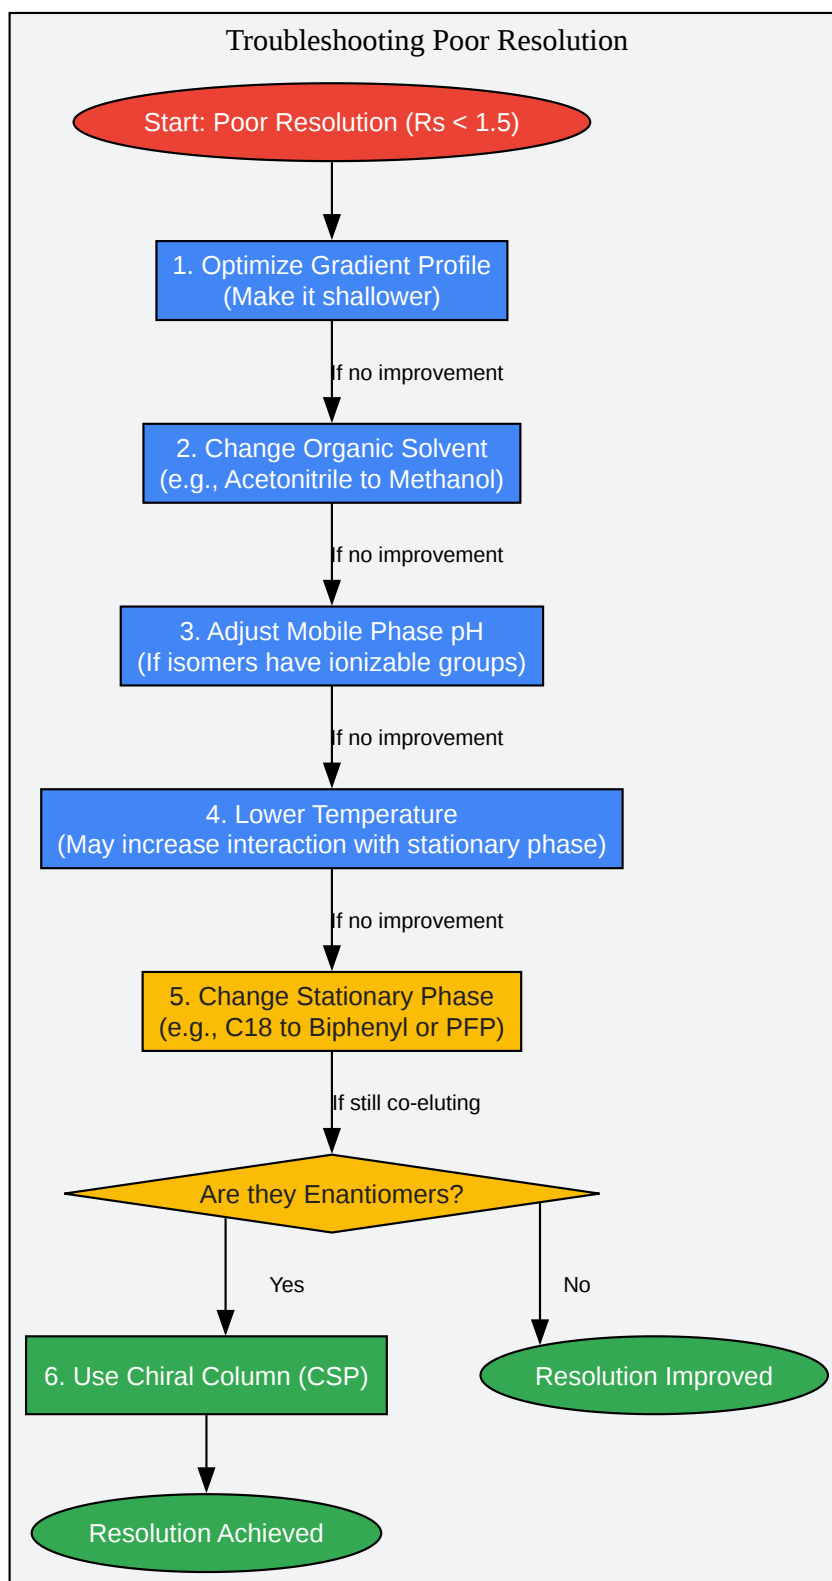 Troubleshooting Poor Resolution
Start: Poor Resolution (Rs < 1.5)
1. Optimize Gradient Profile
(Make it shallower)
If no improvement
2. Change Organic Solvent
(e.g., Acetonitrile to Methanol)
If no improvement
3. Adjust Mobile Phase pH
(If isomers have ionizable groups)
If no improvement
4. Lower Temperature
(May increase interaction with stationary phase)
If no improvement
5. Change Stationary Phase
(e.g., C18 to Biphenyl or PFP)
If still co-eluting
Are they Enantiomers?
Yes
No
6. Use Chiral Column (CSP)
Resolution Improved
Resolution Achieved